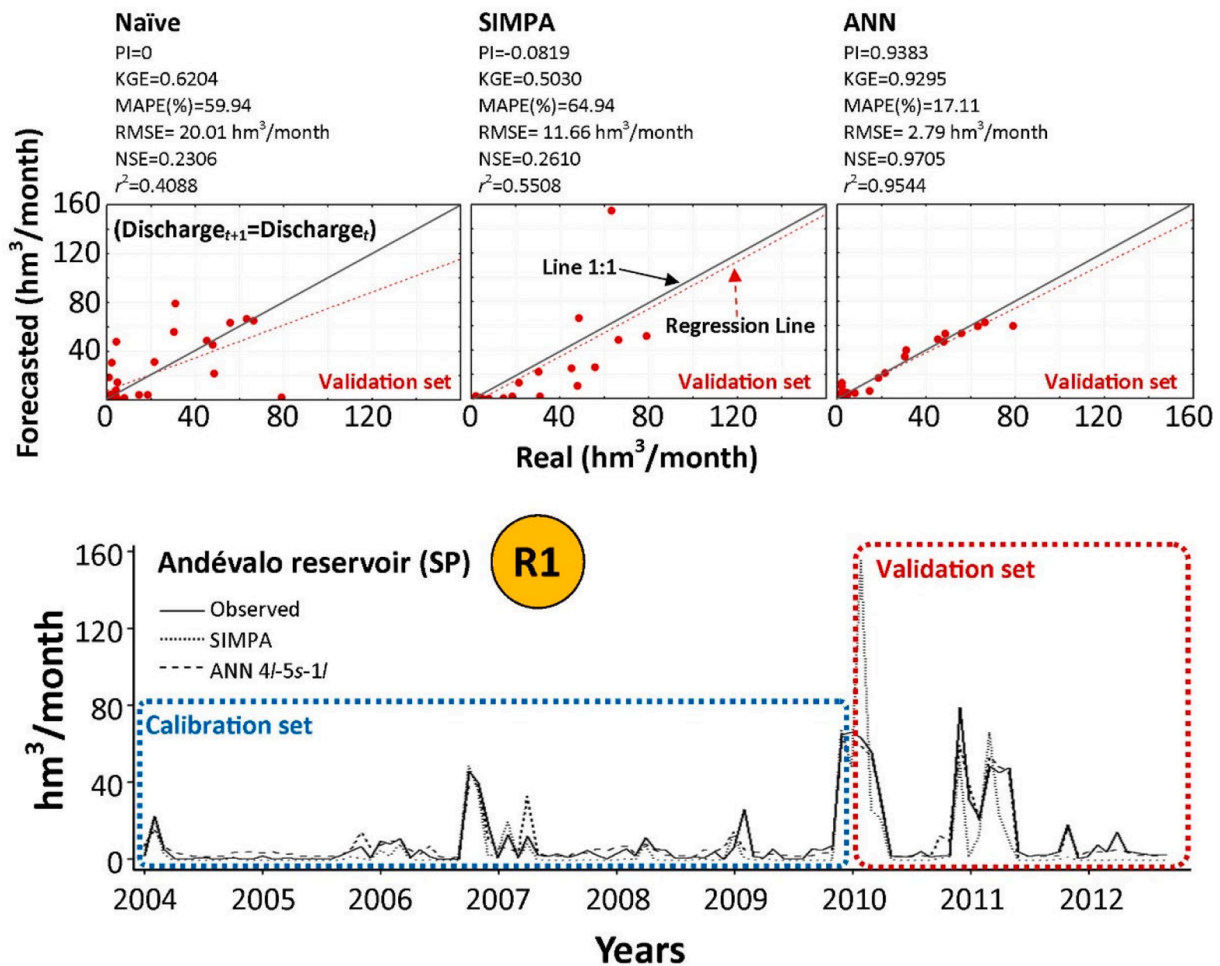 Naïve
PI=0
KGE=0.6204
MAPE(%)=59.94
RMSE= 20.01 hm³/month
NSE=0.2306
r²=0.4088
SIMPA
PI=-0.0819
KGE=0.5030
MAPE(%)=64.94
RMSE= 11.66 hm³/month
NSE=0.2610
r²=0.5508
ANN
PI=0.9383
KGE=0.9295
MAPE(%)=17.11
RMSE= 2.79 hm³/month
NSE=0.9705
r²=0.9544
Forecasted (hm³/month)
160
120
80
40
(Discharge_{t+1}=Discharge_t)
Validation set
0 40 80 120
Line 1:1
Regression Line
Validation set
0 40 80 120
Validation set
0 40 80 120 160
Real (hm³/month)
hm³/month
160
120
80
40
0
Andévalo reservoir (SP)
R1
Observed
SIMPA
ANN 4l-5s-1l
Calibration set
Validation set
2004 2005 2006 2007 2008 2009 2010 2011 2012
Years